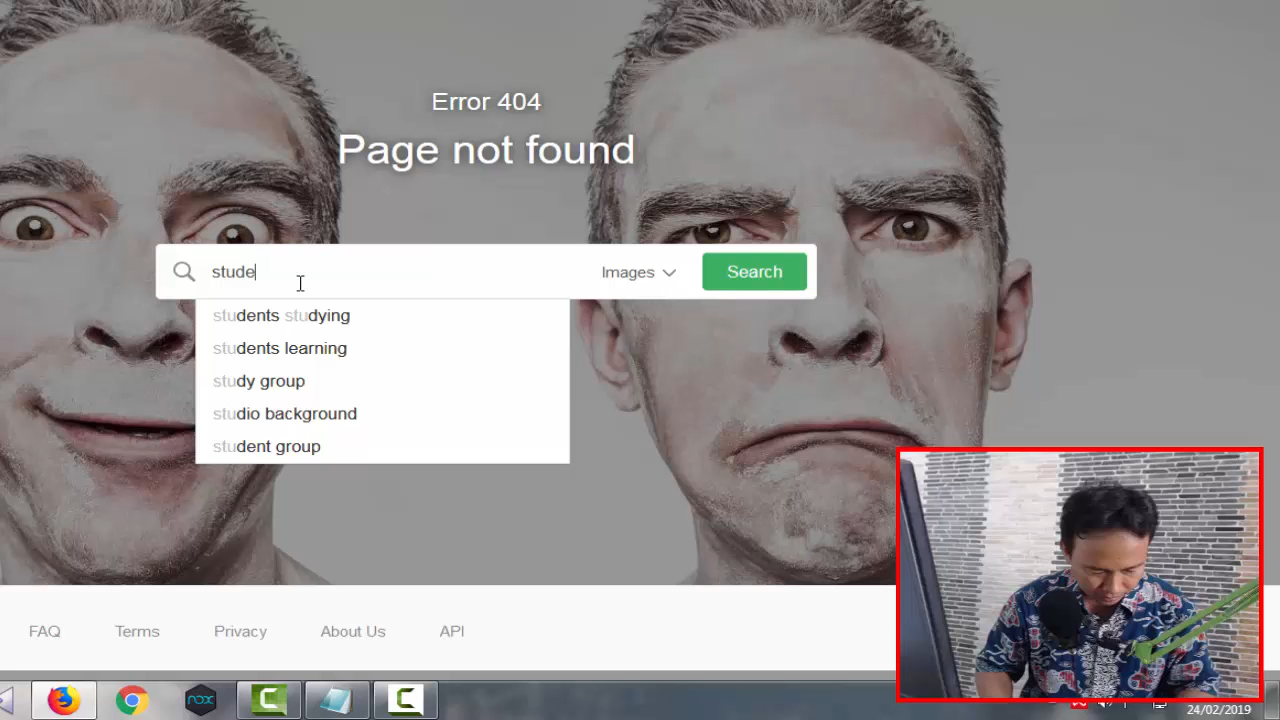 Error 404
Page not found
stude
Images
Search
students studying
students learning
study group
studio background
student group
FAQ
Terms
Privacy
About Us
API
nox
24/02/2019